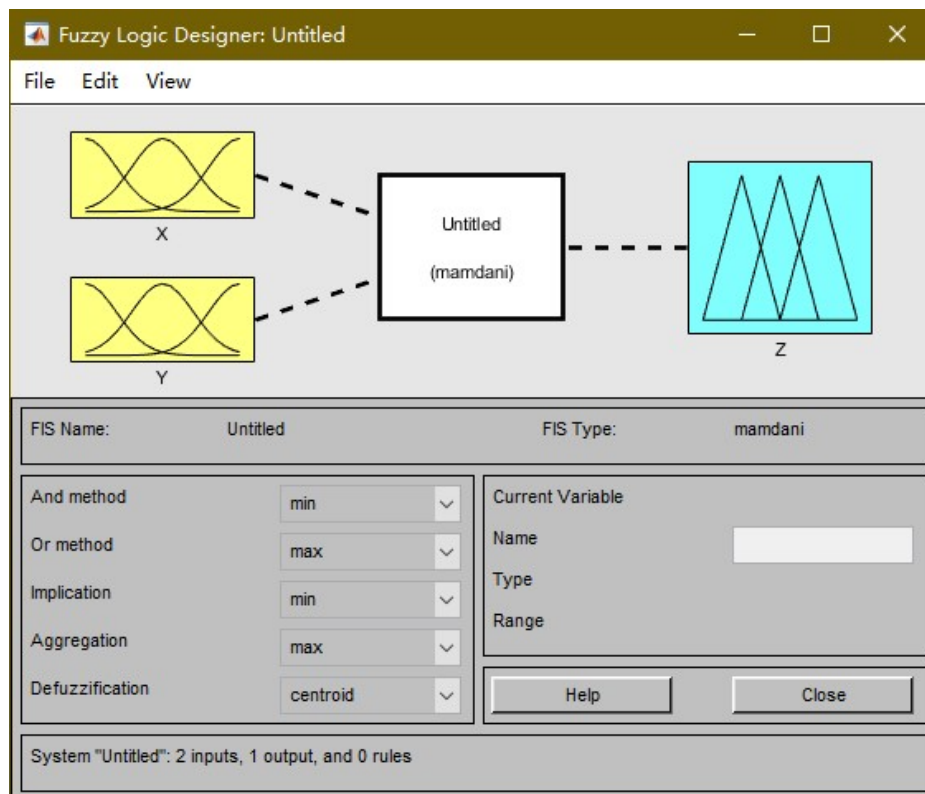 Fuzzy Logic Designer: Untitled
File Edit View
X
Y
Untitled
(mamdani)
Z
FIS Name: Untitled FIS Type: mamdani
And method min
Or method max
Implication min
Aggregation max
Defuzzification centroid
Current Variable
Name
Type
Range
Help Close
System "Untitled": 2 inputs, 1 output, and 0 rules